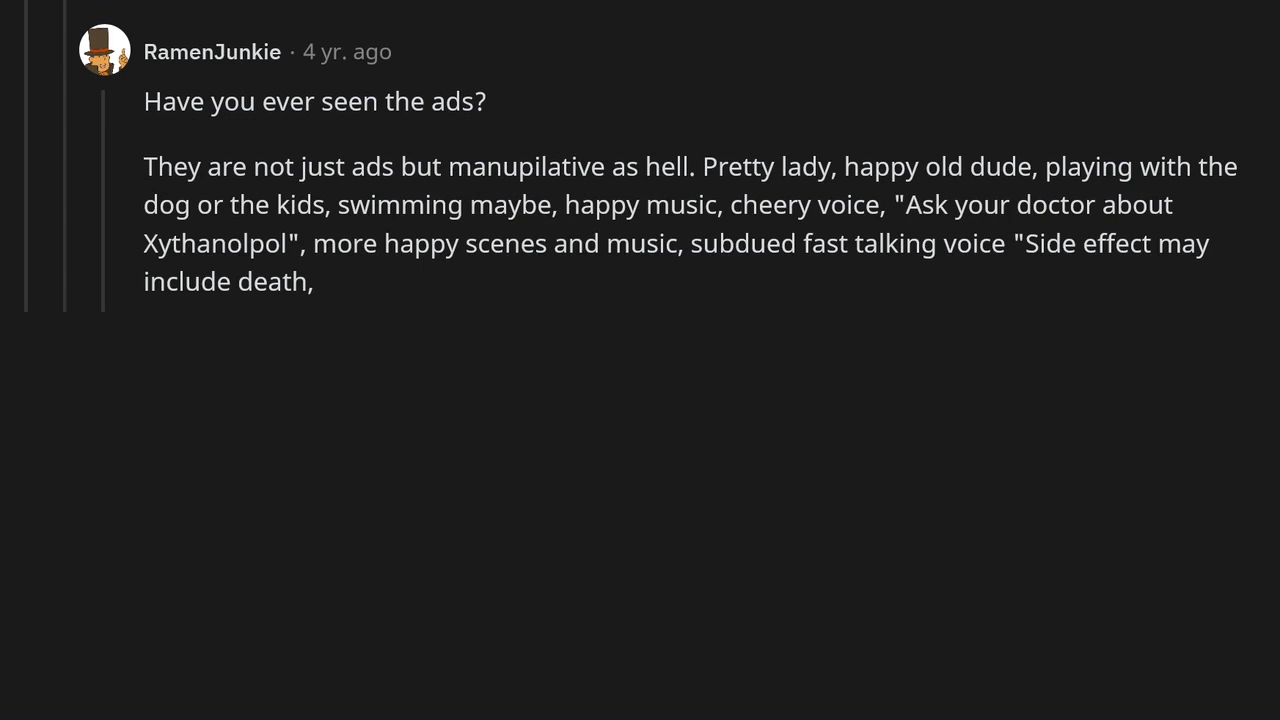 RamenJunkie · 4 yr. ago
Have you ever seen the ads?
They are not just ads but manupilative as hell. Pretty lady, happy old dude, playing with the
dog or the kids, swimming maybe, happy music, cheery voice, "Ask your doctor about
Xythanolpol", more happy scenes and music, subdued fast talking voice "Side effect may
include death,